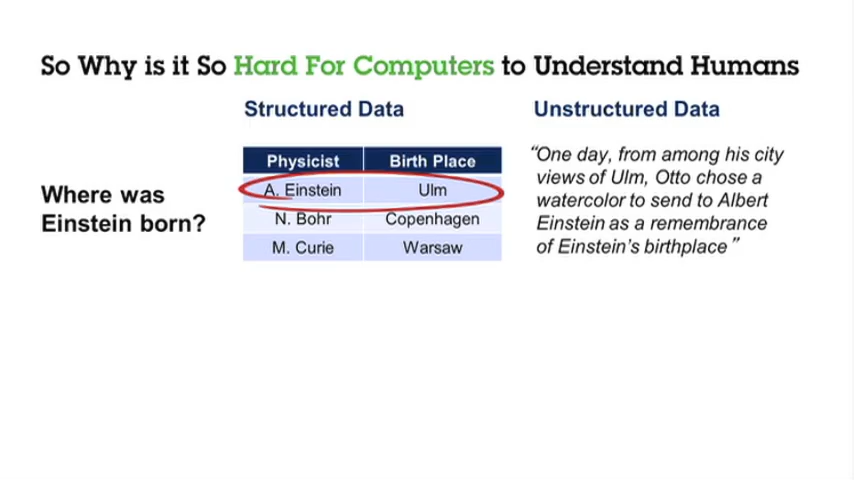 So Why is it So Hard For Computers to Understand Humans
Structured Data
Unstructured Data
Where was
Einstein born?
Physicist Birth Place
A. Einstein Ulm
N. Bohr Copenhagen
M. Curie Warsaw
“One day, from among his city
views of Ulm, Otto chose a
watercolor to send to Albert
Einstein as a remembrance
of Einstein’s birthplace”